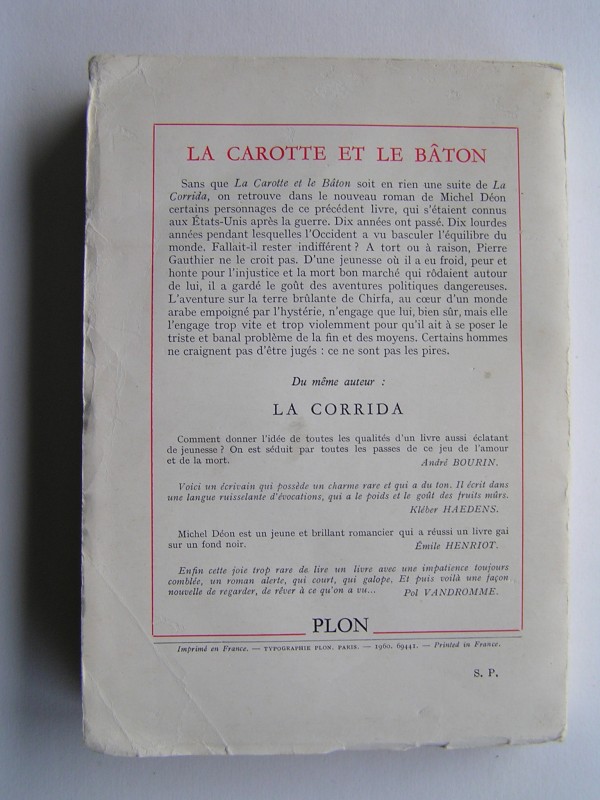 LA CAROTTE ET LE BÂTON
Sans que La Carotte et le Bâton soit en rien une suite de La
Corrida, on retrouve dans le nouveau roman de Michel Déon
certains personnages de ce précédent livre, qui s'étaient connus
aux États-Unis après la guerre. Dix années ont passé. Dix lourdes
années pendant lesquelles l'Occident a vu basculer l'équilibre du
monde. Fallait-il rester indifférent ? A tort ou à raison, Pierre
Gauthier ne le croit pas. D'une jeunesse où il a eu froid, peur et
honte pour l'injustice et la mort bon marché qui rôdaient autour
de lui, il a gardé le goût des aventures politiques dangereuses.
L'aventure sur la terre brûlante de Chirfa, au cœur d'un monde
arabe empoigné par l'hystérie, n'engage que lui, bien sûr, mais elle
l'engage trop vite et trop violemment pour qu'il ait à se poser le
triste et banal problème de la fin et des moyens. Certains hommes
ne craignent pas d'être jugés : ce ne sont pas les pires.
Du même auteur :
LA CORRIDA
Comment donner l'idée de toutes les qualités d'un livre aussi éclatant
de jeunesse ? On est séduit par toutes les passes de ce jeu de l'amour
et de la mort. André BOURIN.
Voici un écrivain qui possède un charme rare et qui a du ton. Il écrit dans
une langue ruisselante d'évocations, qui a le poids et le goût des fruits mûrs.
Kléber HAEDENS.
Michel Déon est un jeune et brillant romancier qui a réussi un livre gai
sur un fond noir. Émile HENRIOT.
Enfin cette joie trop rare de lire un livre avec une impatience toujours
comblée, un roman alerte, qui court, qui galope. Et puis voilà une façon
nouvelle de regarder, de rêver à ce qu'on a vu... Pol VANDROMME.
PLON
Imprimé en France. — TYPOGRAPHIE PLON, PARIS. — 1960. 69441. — Printed in France.
S. P.